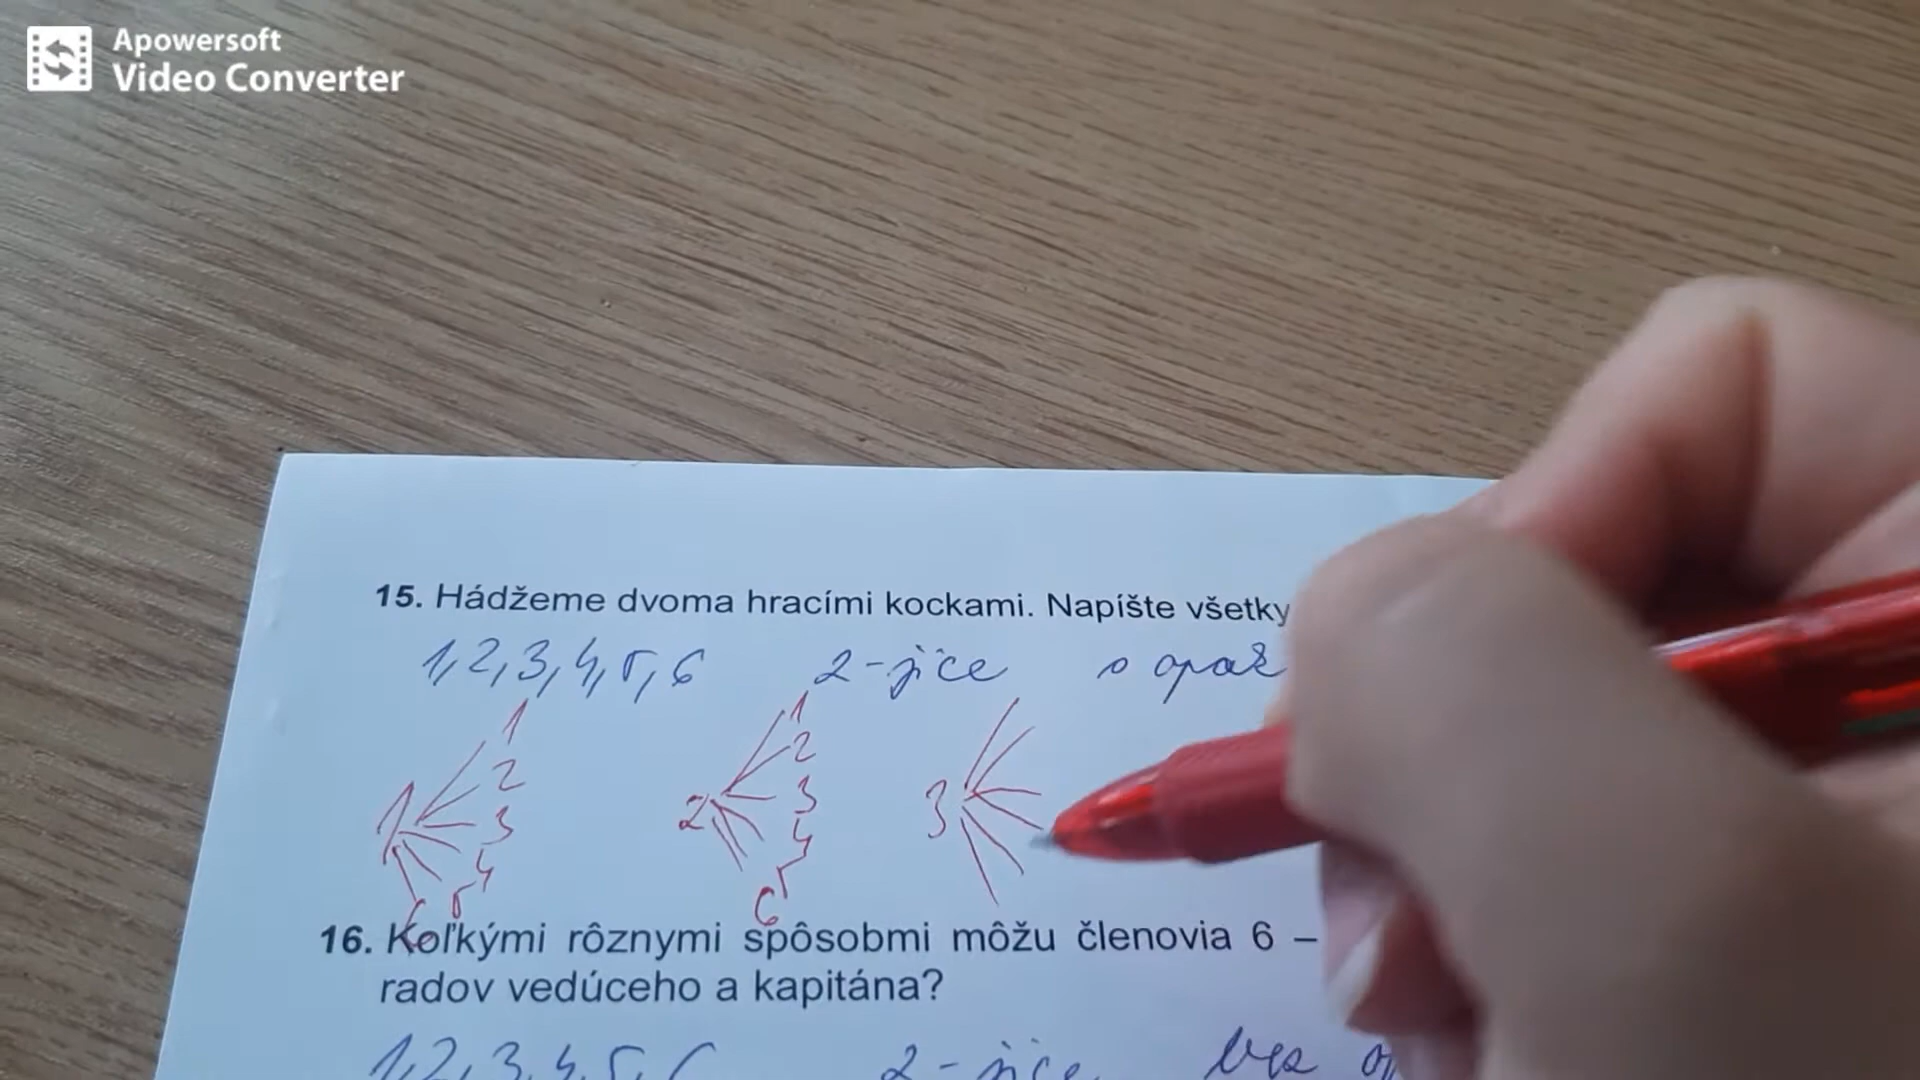 Apowersoft
Video Converter
15. Hádžeme dvoma hracími kockami. Napíšte všetky
1,2,3,4,5,6 2-jice s opak
1 1 2 3 4 5 6
2 1 2 3 4 5 6
3
16. Koľkými rôznymi spôsobmi môžu členovia 6 –
radov vedúceho a kapitána?
1,2,3,4,5,6 2-jice bez o